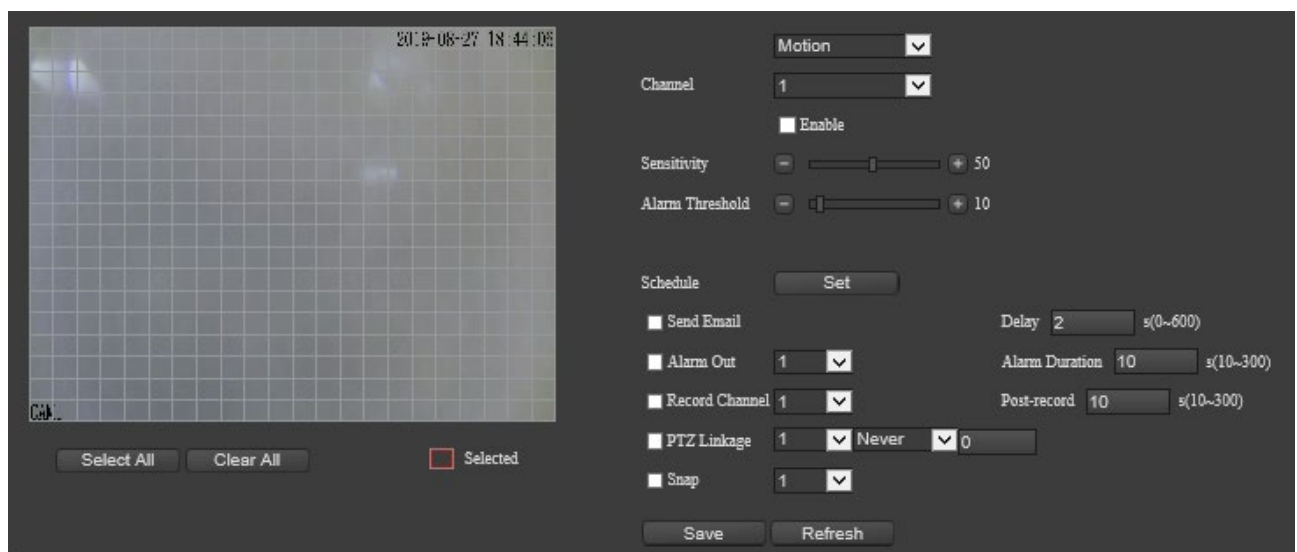 2019-08-27 18:44:06
Motion
Channel 1
Enable
Sensitivity 50
Alarm Threshold 10
Schedule Set
Send Email Delay 2 s(0~600)
Alarm Out 1 Alarm Duration 10 s(10~300)
Record Channel 1 Post-record 10 s(10~300)
PTZ Linkage 1 Never 0
Snap 1
Select All Clear All Selected
Save Refresh